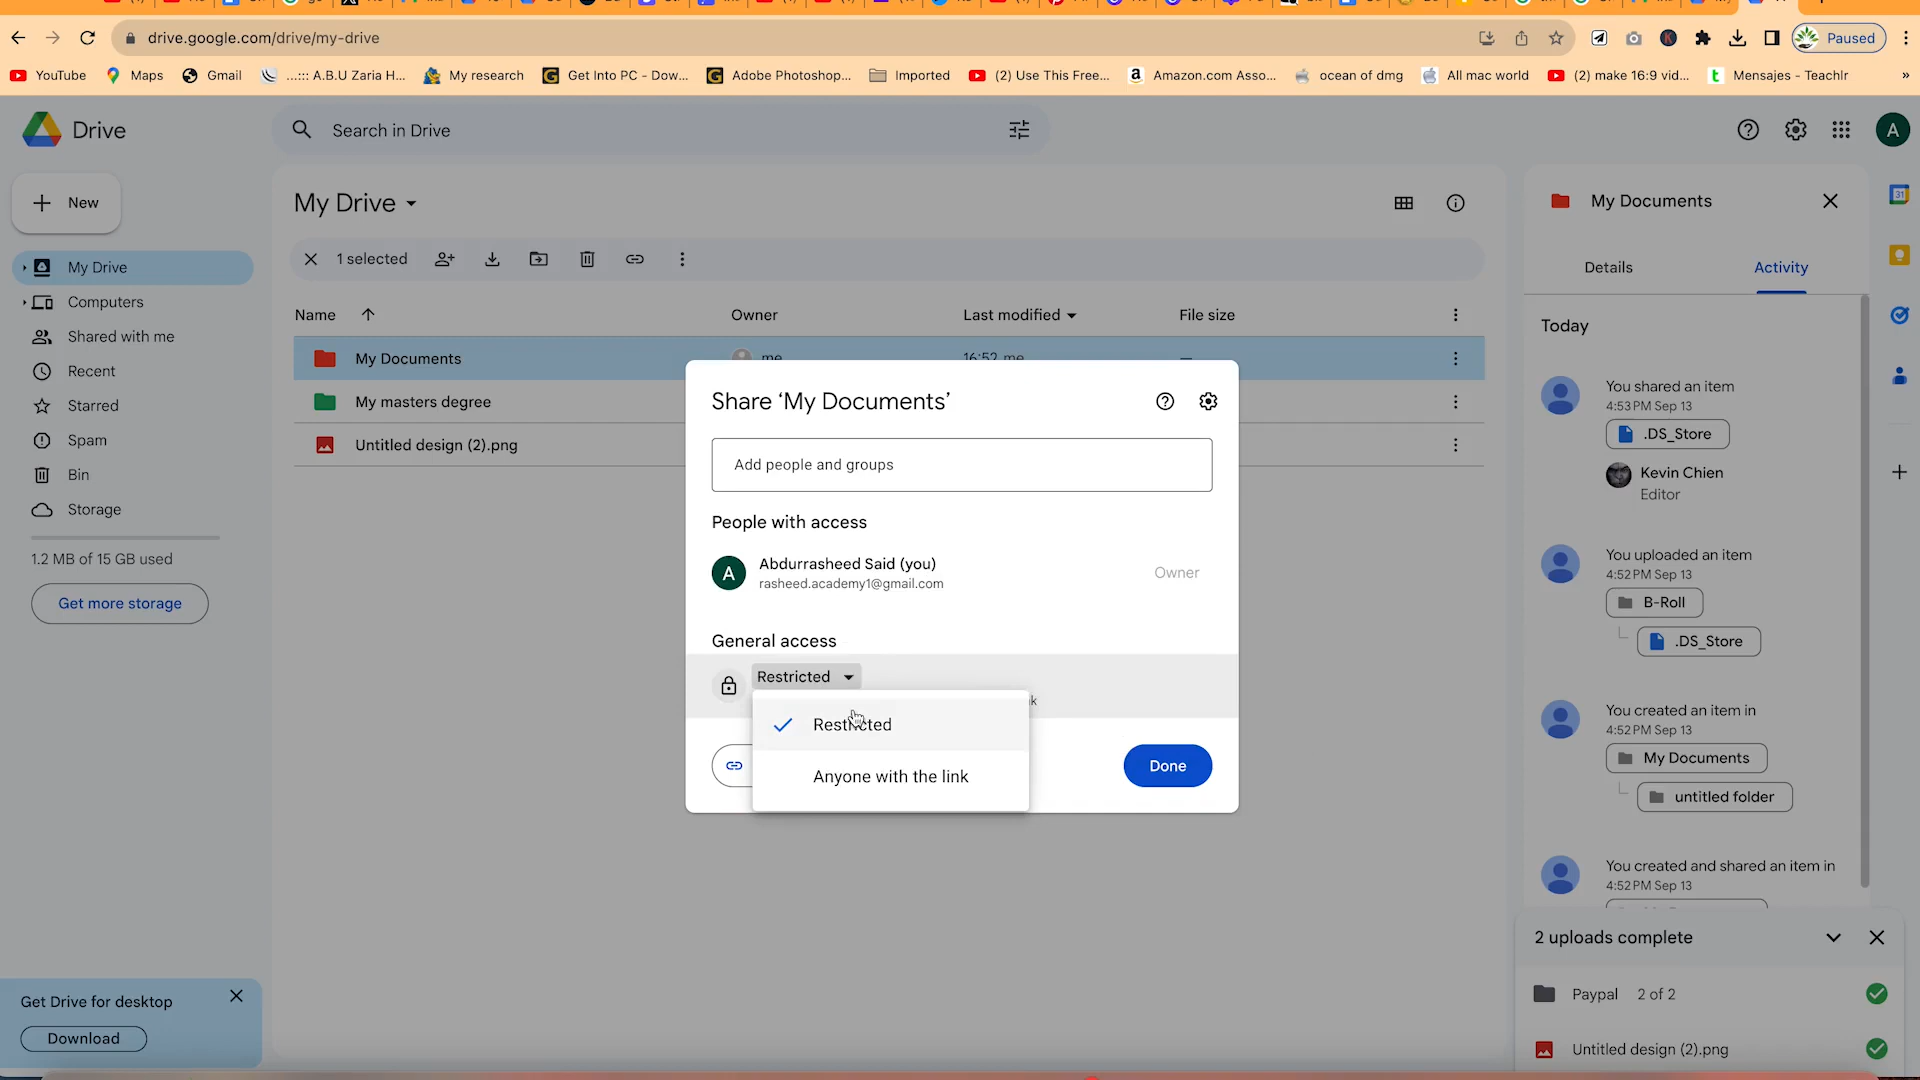 drive.google.com/drive/my-drive
Paused
YouTube
Maps
Gmail
...::: A.B.U Zaria H...
My research
Get Into PC - Dow...
Adobe Photoshop...
Imported
(2) Use This Free...
Amazon.com Asso...
ocean of dmg
All mac world
(2) make 16:9 vid...
Mensajes - Teachlr
»
Drive
Search in Drive
A
New
My Drive
Computers
Shared with me
Recent
Starred
Spam
Bin
Storage
1.2 MB of 15 GB used
Get more storage
Get Drive for desktop
Download
My Drive
1 selected
Name
Owner
Last modified
File size
My Documents
me
16:52 me
—
My masters degree
Untitled design (2).png
Share ‘My Documents’
Add people and groups
People with access
A
Abdurrasheed Said (you)
rasheed.academy1@gmail.com
Owner
General access
Restricted
k
Restricted
Anyone with the link
Done
My Documents
Details
Activity
Today
You shared an item
4:53 PM Sep 13
.DS_Store
Kevin Chien
Editor
You uploaded an item
4:52 PM Sep 13
B-Roll
.DS_Store
You created an item in
4:52 PM Sep 13
My Documents
untitled folder
You created and shared an item in
4:52 PM Sep 13
2 uploads complete
Paypal 2 of 2
Untitled design (2).png
31